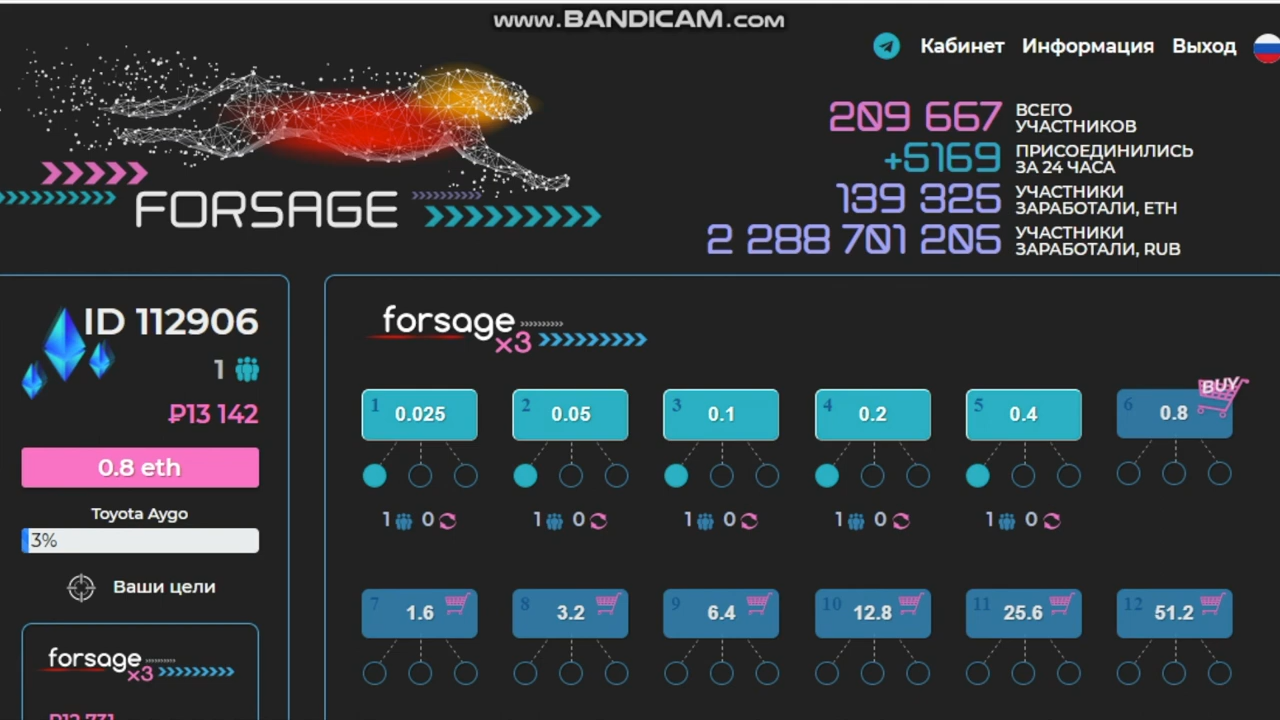 www.BANDICAM.com
Кабинет Информация Выход
209 667 ВСЕГО УЧАСТНИКОВ
+5169 ПРИСОЕДИНИЛИСЬ ЗА 24 ЧАСА
139 325 УЧАСТНИКИ ЗАРАБОТАЛИ, ETH
2 288 701 205 УЧАСТНИКИ ЗАРАБОТАЛИ, RUB
FORSAGE
ID 112906
1
₽13 142
0.8 eth
Toyota Aygo
3%
Ваши цели
forsage
x3
forsage
x3
BUY
1 0.025 2 0.05 3 0.1 4 0.2 5 0.4 6 0.8
1 0 1 0 1 0 1 0 1 0
7 1.6 8 3.2 9 6.4 10 12.8 11 25.6 12 51.2